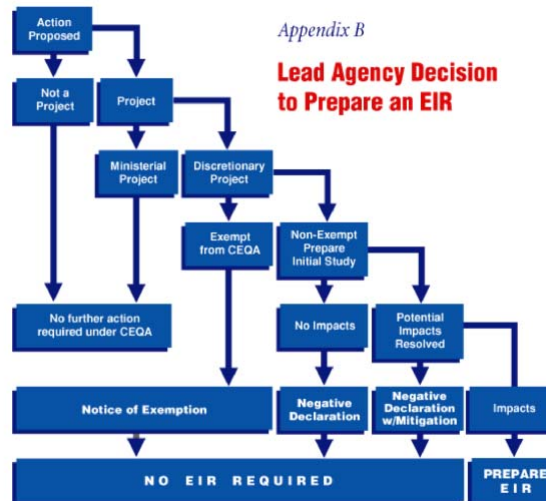 Action
Proposed
Appendix B
Lead Agency Decision
to Prepare an EIR
Not a
Project
Project
Ministerial
Project
Discretionary
Project
Exempt
from CEQA
Non-Exempt
Prepare
Initial Study
No further action
required under CEQA
No Impacts
Potential
Impacts
Resolved
Notice of Exemption
Negative
Declaration
Negative
Declaration
w/Mitigation
Impacts
NO EIR REQUIRED
PREPARE
EIR